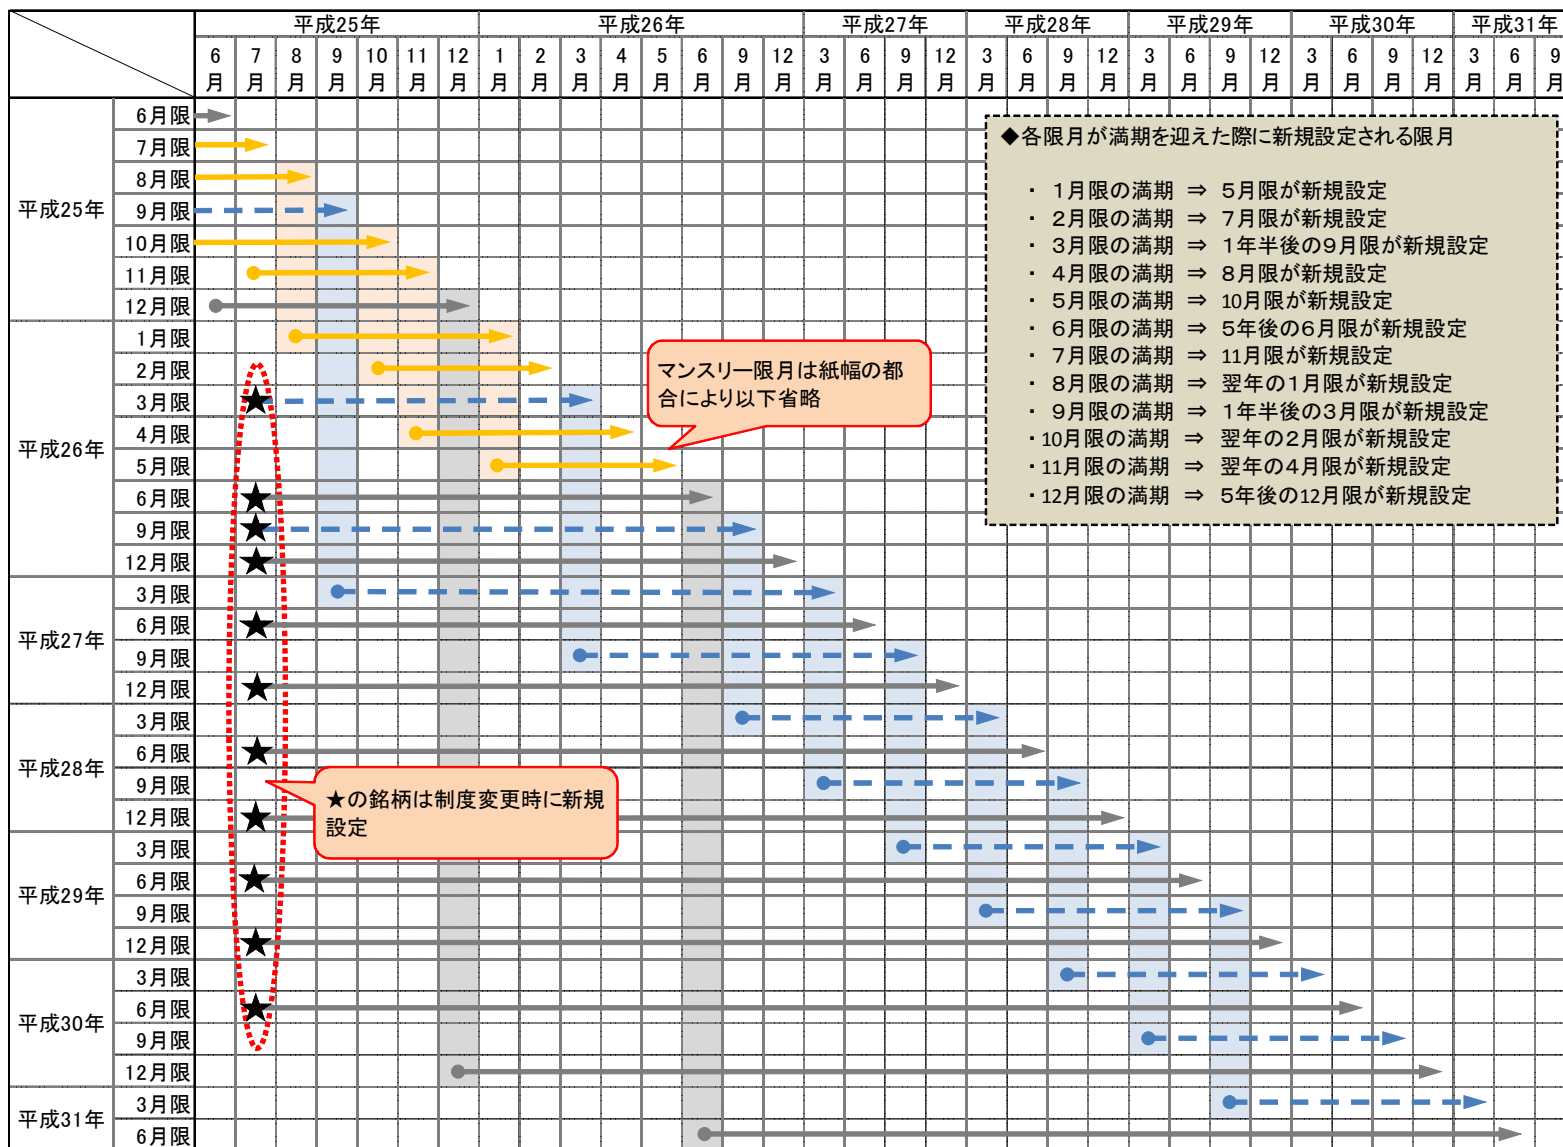 平成25年 平成26年 平成27年 平成28年 平成29年 平成30年 平成31年
6月 7月 8月 9月 10月 11月 12月 1月 2月 3月 4月 5月 6月 9月 12月 3月 9月 12月 3月 6月 9月 12月 3月 6月 9月 12月 3月 6月 9月 12月 3月 6月 9月
平成25年
6月限
7月限
8月限
9月限
10月限
11月限
12月限
平成26年
1月限
2月限
3月限
4月限
5月限
6月限
9月限
12月限
平成27年
3月限
6月限
9月限
12月限
平成28年
3月限
6月限
9月限
12月限
平成29年
3月限
6月限
9月限
12月限
平成30年
3月限
6月限
9月限
12月限
平成31年
3月限
6月限
◆各限月が満期を迎えた際に新規設定される限月
・ 1月限の満期 ⇒ 5月限が新規設定
・ 2月限の満期 ⇒ 7月限が新規設定
・ 3月限の満期 ⇒ 1年半後の9月限が新規設定
・ 4月限の満期 ⇒ 8月限が新規設定
・ 5月限の満期 ⇒ 10月限が新規設定
・ 6月限の満期 ⇒ 5年後の6月限が新規設定
・ 7月限の満期 ⇒ 11月限が新規設定
・ 8月限の満期 ⇒ 翌年の1月限が新規設定
・ 9月限の満期 ⇒ 1年半後の3月限が新規設定
・10月限の満期 ⇒ 翌年の2月限が新規設定
・11月限の満期 ⇒ 翌年の4月限が新規設定
・12月限の満期 ⇒ 5年後の12月限が新規設定
マンスリー限月は紙幅の都
合により以下省略
★の銘柄は制度変更時に新規
設定